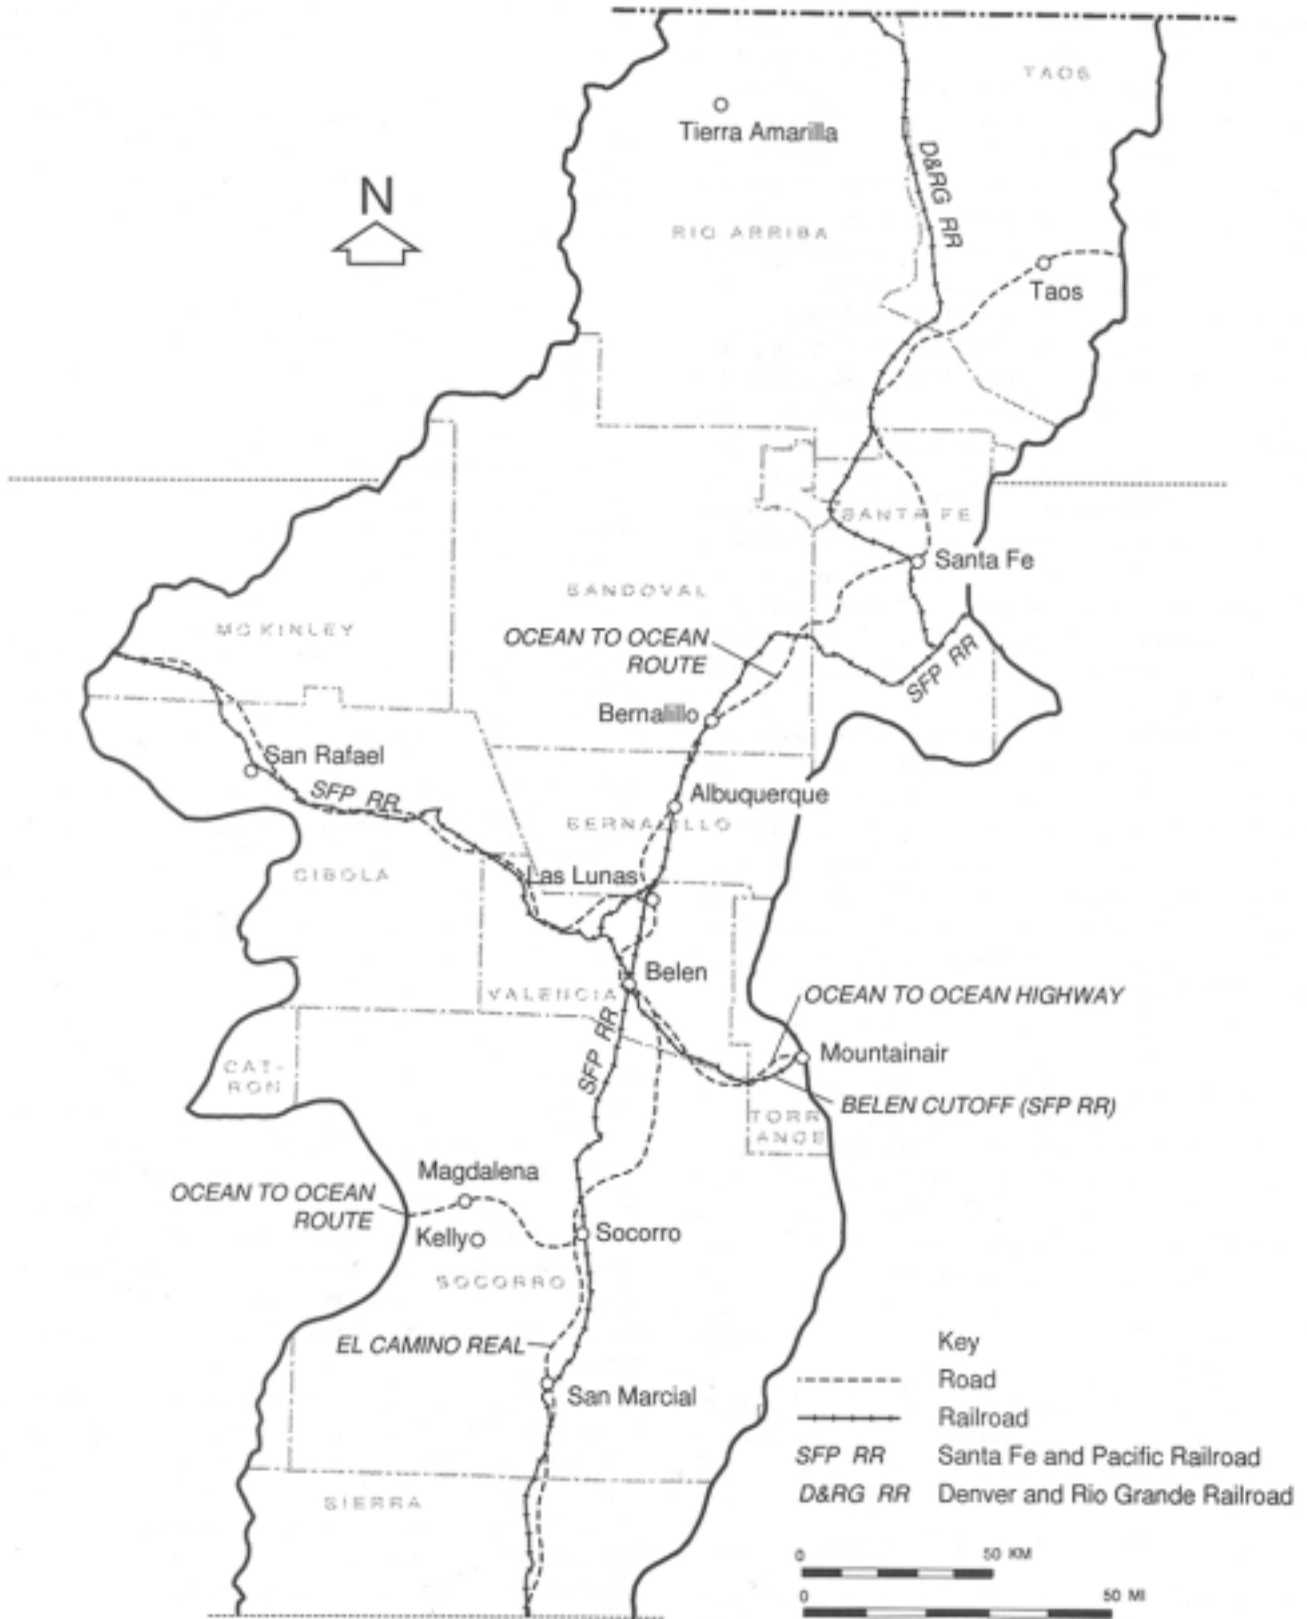 TAOS
Tierra Amarilla
D&RG RR
N
RIO ARRIBA
Taos
SANTA FE
Santa Fe
SANDOVAL
MC KINLEY
OCEAN TO OCEAN
ROUTE
SFP RR
Bernalillo
San Rafael
SFP RR
Albuquerque
BERNALILLO
CIBOLA
Las Lunas
Belen
VALENCIA
OCEAN TO OCEAN HIGHWAY
SFP RR
Mountainair
CAT-
RON
BELEN CUTOFF (SFP RR)
TORR
ANCE
Magdalena
OCEAN TO OCEAN
ROUTE
Kelly
Socorro
SOCORRO
EL CAMINO REAL
San Marcial
SIERRA
Key
Road
Railroad
SFP RR Santa Fe and Pacific Railroad
D&RG RR Denver and Rio Grande Railroad
0 50 KM
0 50 MI